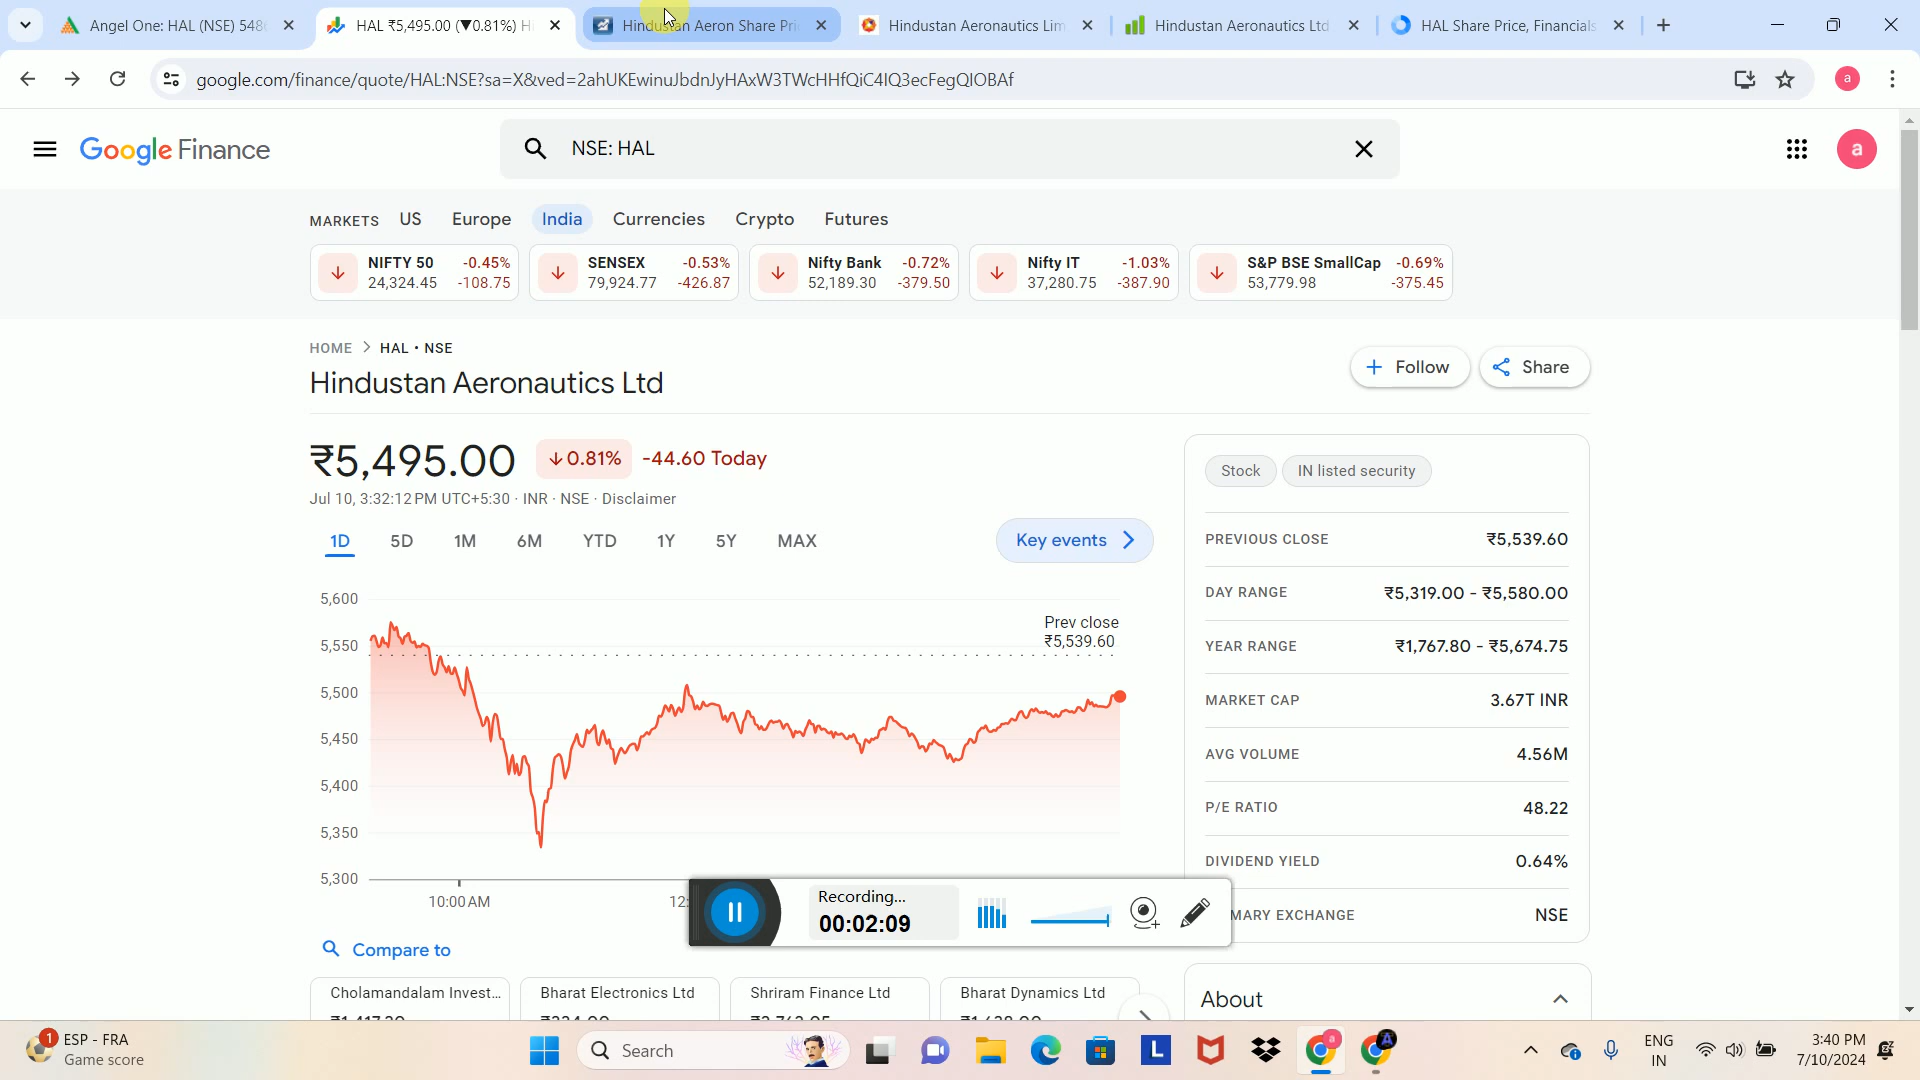 Angel One: HAL (NSE) 548
HAL ₹5,495.00 (▼0.81%) H
Hindustan Aeron Share Pri
Hindustan Aeronautics Lim
Hindustan Aeronautics Ltd
HAL Share Price, Financials
google.com/finance/quote/HAL:NSE?sa=X&ved=2ahUKEwinuJbdnJyHAxW3TWcHHfQiC4IQ3ecFegQIOBAf
a
Google Finance
NSE: HAL
a
MARKETS US Europe India Currencies Crypto Futures
NIFTY 50 -0.45%
24,324.45 -108.75
SENSEX -0.53%
79,924.77 -426.87
Nifty Bank -0.72%
52,189.30 -379.50
Nifty IT -1.03%
37,280.75 -387.90
S&P BSE SmallCap -0.69%
53,779.98 -375.45
HOME > HAL • NSE
Hindustan Aeronautics Ltd
Follow
Share
₹5,495.00 ↓0.81% -44.60 Today
Jul 10, 3:32:12 PM UTC+5:30 · INR · NSE · Disclaimer
1D 5D 1M 6M YTD 1Y 5Y MAX
Key events
5,600
5,550
5,500
5,450
5,400
5,350
5,300
Prev close
₹5,539.60
10:00 AM
12:
Stock
IN listed security
PREVIOUS CLOSE ₹5,539.60
DAY RANGE ₹5,319.00 - ₹5,580.00
YEAR RANGE ₹1,767.80 - ₹5,674.75
MARKET CAP 3.67T INR
AVG VOLUME 4.56M
P/E RATIO 48.22
DIVIDEND YIELD 0.64%
MARY EXCHANGE NSE
Recording...
00:02:09
Compare to
Cholamandalam Invest...
Bharat Electronics Ltd
Shriram Finance Ltd
Bharat Dynamics Ltd
About
1
ESP - FRA
Game score
Search
a
A
L
ENG
IN
3:40 PM
7/10/2024